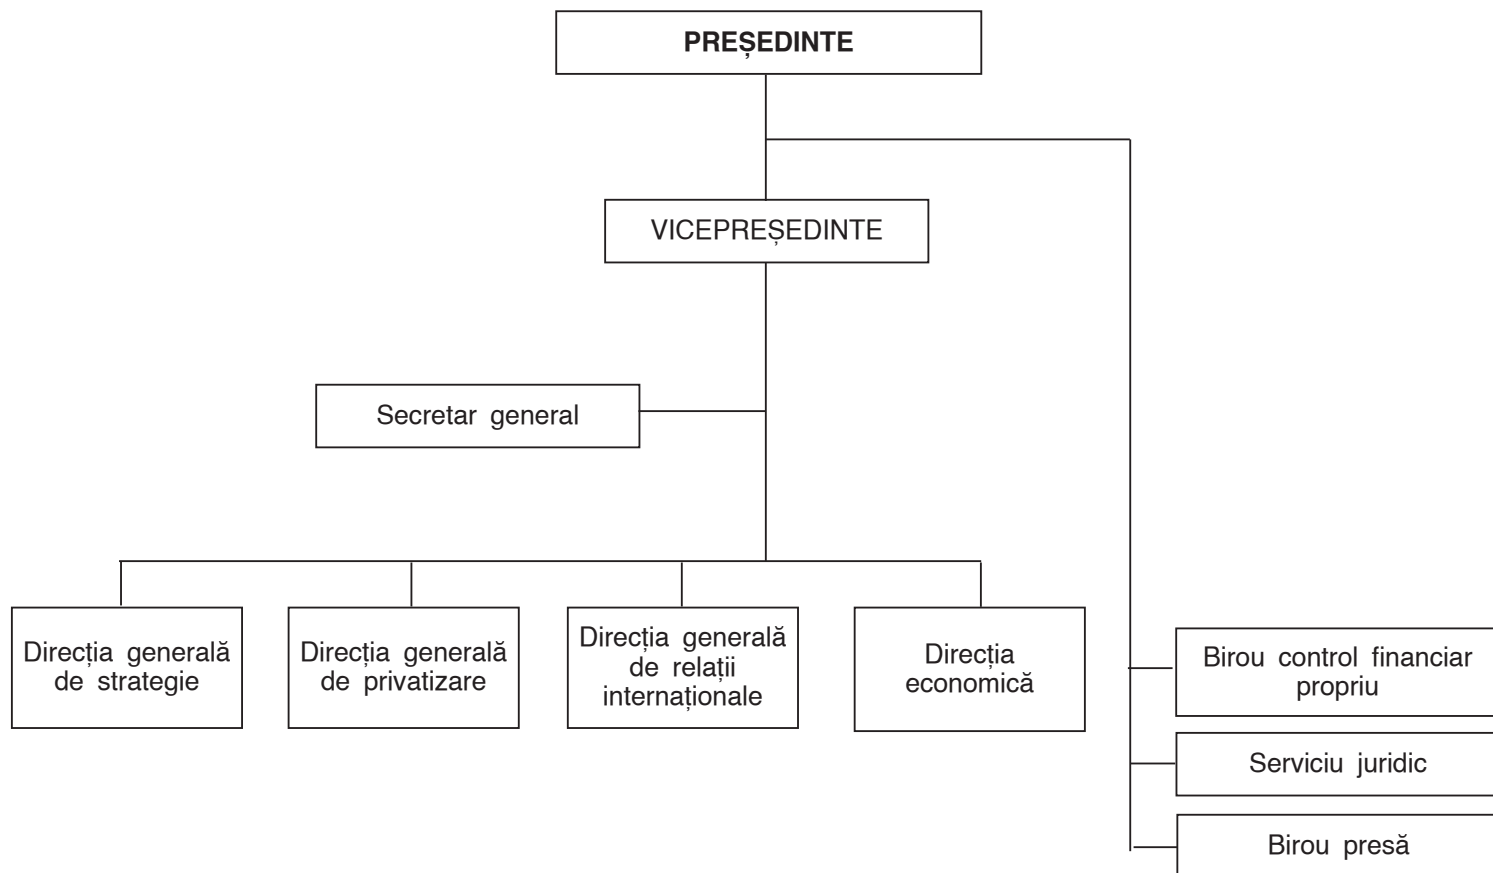 PREȘEDINTE
VICEPREȘEDINTE
Secretar general
Direcția generală
de strategie
Direcția generală
de privatizare
Direcția generală
de relații
internaționale
Direcția
economică
Birou control financiar
propriu
Serviciu juridic
Birou presă